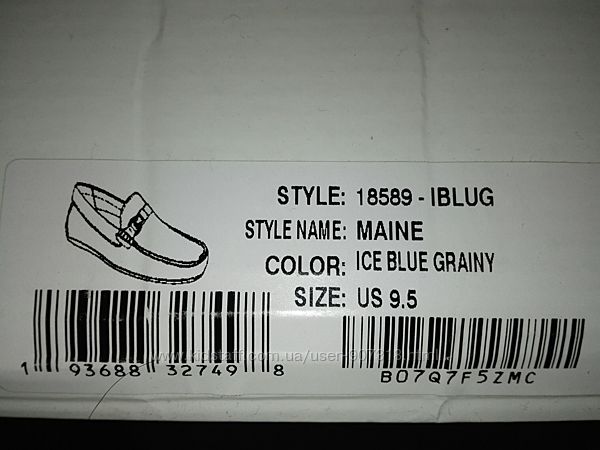 STYLE: 18589 - IBLUG
STYLE NAME: MAINE
COLOR: ICE BLUE GRAINY
SIZE: US 9.5
1 93688 32749 8
B07Q7F5ZMC